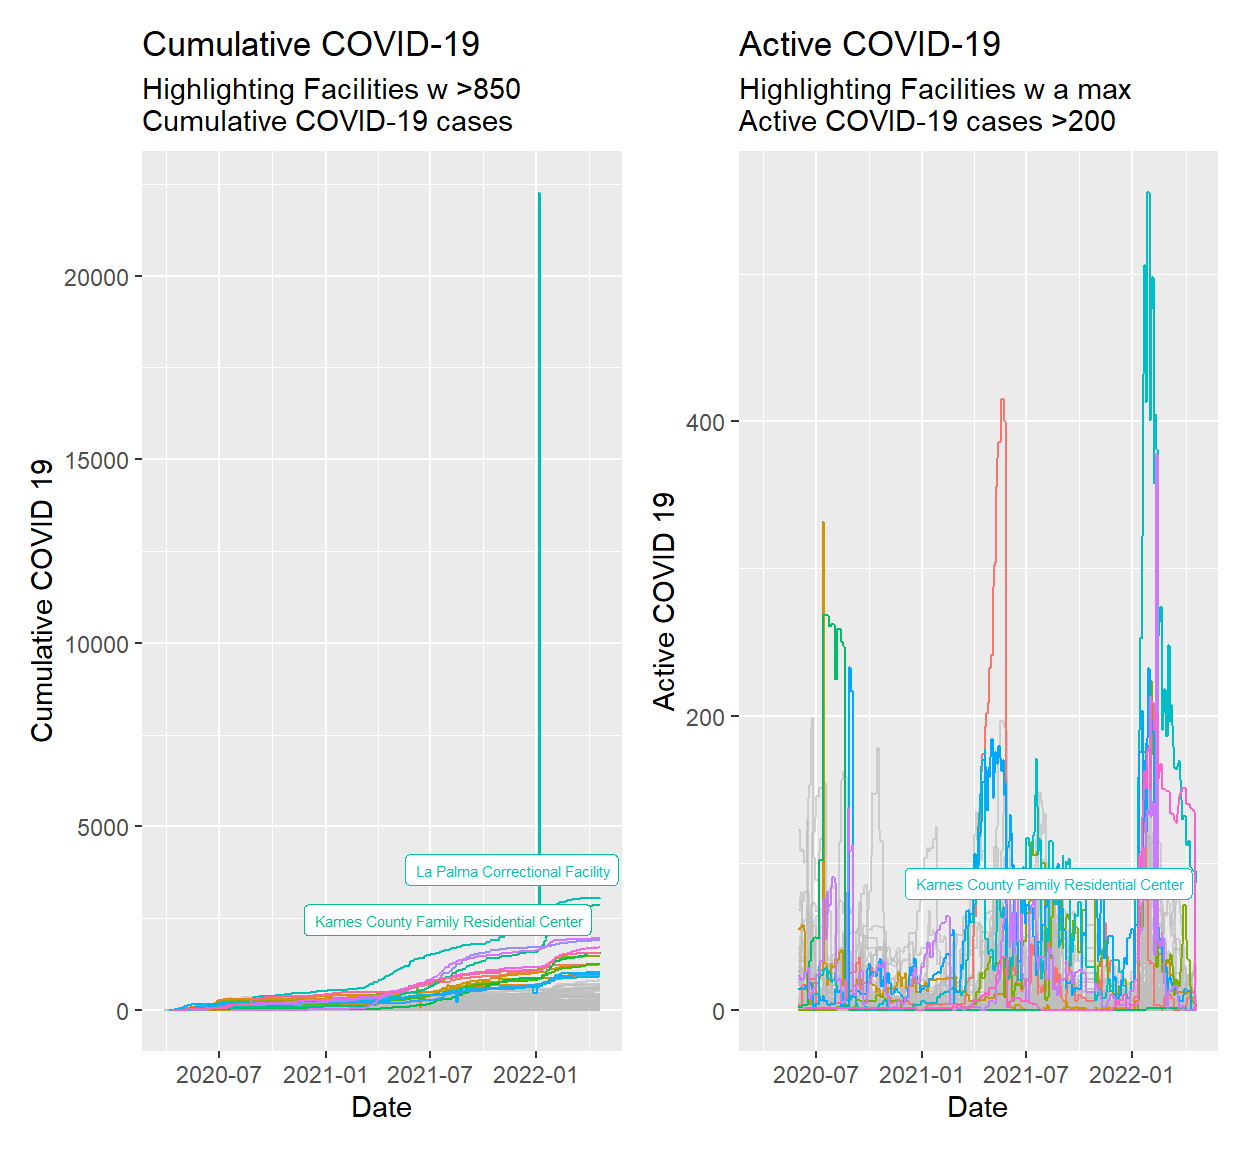 Cumulative COVID-19
Highlighting Facilities w >850
Cumulative COVID-19 cases
Cumulative COVID 19
20000
15000
10000
5000
0
La Palma Correctional Facility
Karnes County Family Residential Center
2020-07
2021-01
2021-07
2022-01
Date
Active COVID-19
Highlighting Facilities w a max
Active COVID-19 cases >200
Active COVID 19
400
200
0
Karnes County Family Residential Center
2020-07
2021-01
2021-07
2022-01
Date